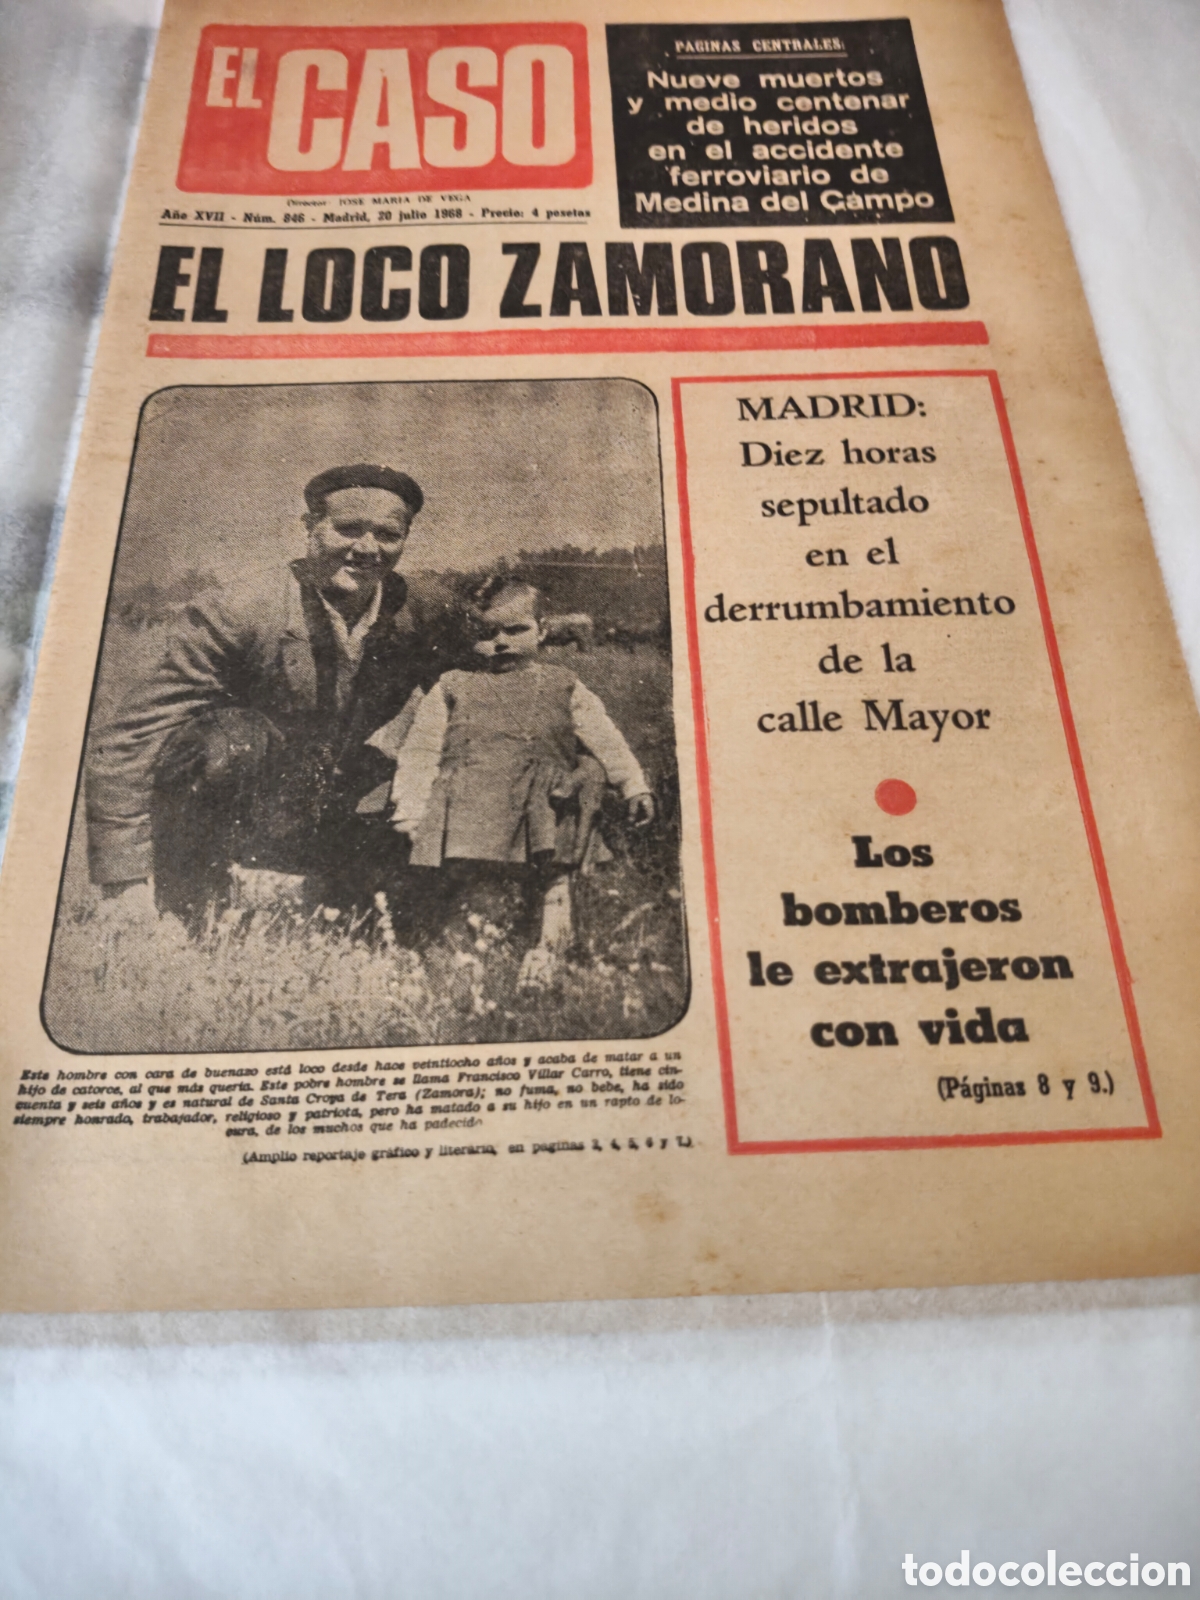 EL CASO
PAGINAS CENTRALES:
Nueve muertos
y medio centenar
de heridos
en el accidente
ferroviario de
Medina del Campo
Director: JOSE MARIA DE VEGA
Año XVII - Núm. 846 - Madrid, 20 julio 1968 - Precio: 4 pesetas
EL LOCO ZAMORANO
MADRID:
Diez horas
sepultado
en el
derrumbamiento
de la
calle Mayor
Los
bomberos
le extrajeron
con vida
(Páginas 8 y 9.)
Este hombre con cara de buenazo está loco desde hace veintiocho años y acaba de matar a un
hijo de catorce, al que más quería. Este pobre hombre se llama Francisco Villar Carro, tiene cin-
cuenta y seis años y es natural de Santa Croya de Tera (Zamora); no fuma, no bebe, ha sido
siempre honrado, trabajador, religioso y patriota, pero ha matado a su hijo en un rapto de lo-
cura, de los muchos que ha padecido
(Amplio reportaje gráfico y literario, en páginas 3, 4, 5, 6 y 7.)
todocoleccion